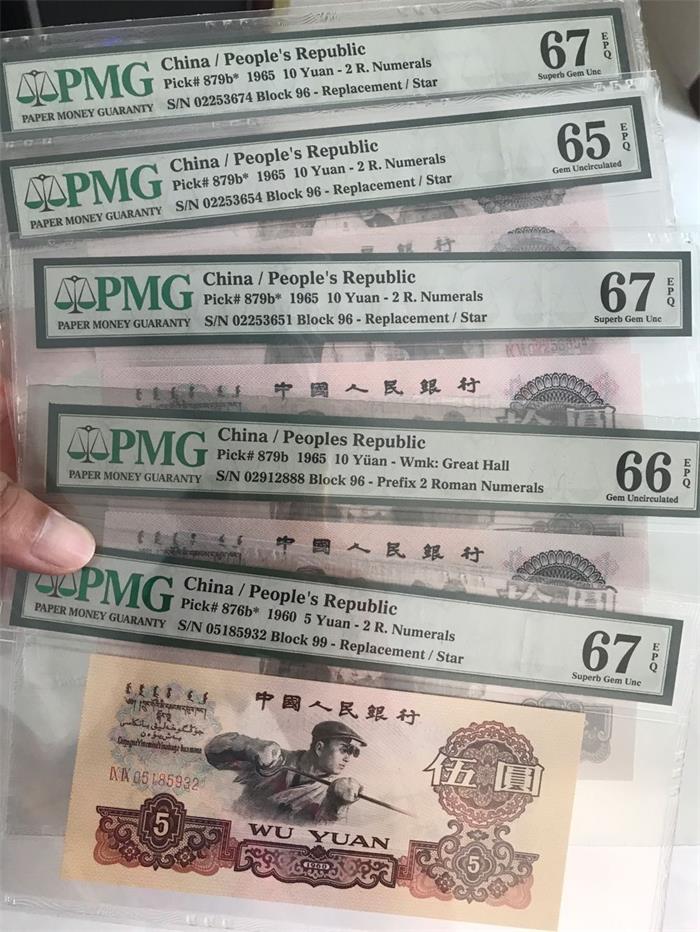 PMG
PAPER MONEY GUARANTY
China / People's Republic
Pick# 879b* 1965 10 Yuan - 2 R. Numerals
S/N 02253674 Block 96 - Replacement / Star
67 EPQ
Superb Gem Unc
PMG
PAPER MONEY GUARANTY
China / People's Republic
Pick# 879b* 1965 10 Yuan - 2 R. Numerals
S/N 02253654 Block 96 - Replacement / Star
65 EPQ
Gem Uncirculated
PMG
PAPER MONEY GUARANTY
China / People's Republic
Pick# 879b* 1965 10 Yuan - 2 R. Numerals
S/N 02253651 Block 96 - Replacement / Star
67 EPQ
Superb Gem Unc
中國人民銀行
PMG
PAPER MONEY GUARANTY
China / Peoples Republic
Pick# 879b 1965 10 Yüan - Wmk: Great Hall
S/N 02912888 Block 96 - Prefix 2 Roman Numerals
66 EPQ
Gem Uncirculated
中國人民銀行
PMG
PAPER MONEY GUARANTY
China / People's Republic
Pick# 876b* 1960 5 Yuan - 2 R. Numerals
S/N 05185932 Block 99 - Replacement / Star
67 EPQ
Superb Gem Unc
中國人民銀行
IX IX 05185932
伍圓
5
WU YUAN
5
1960